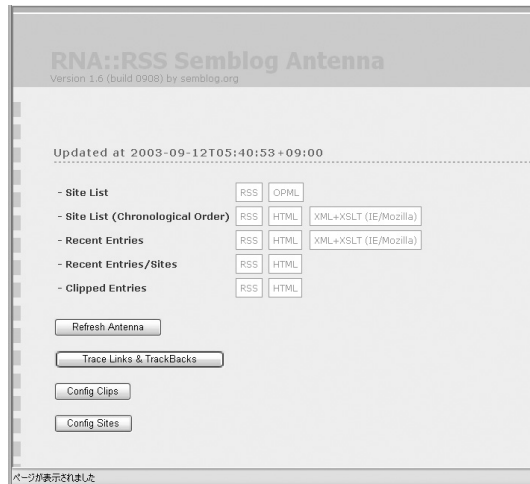 RNA::RSS Semblog Antenna
Version 1.6 (build 0908) by semblog.org
Updated at 2003-09-12T05:40:53+09:00
- Site List RSS OPML
- Site List (Chronological Order) RSS HTML XML+XSLT (IE/Mozilla)
- Recent Entries RSS HTML XML+XSLT (IE/Mozilla)
- Recent Entries/Sites RSS HTML
- Clipped Entries RSS HTML
Refresh Antenna
Trace Links & TrackBacks
Config Clips
Config Sites
ページが表示されました